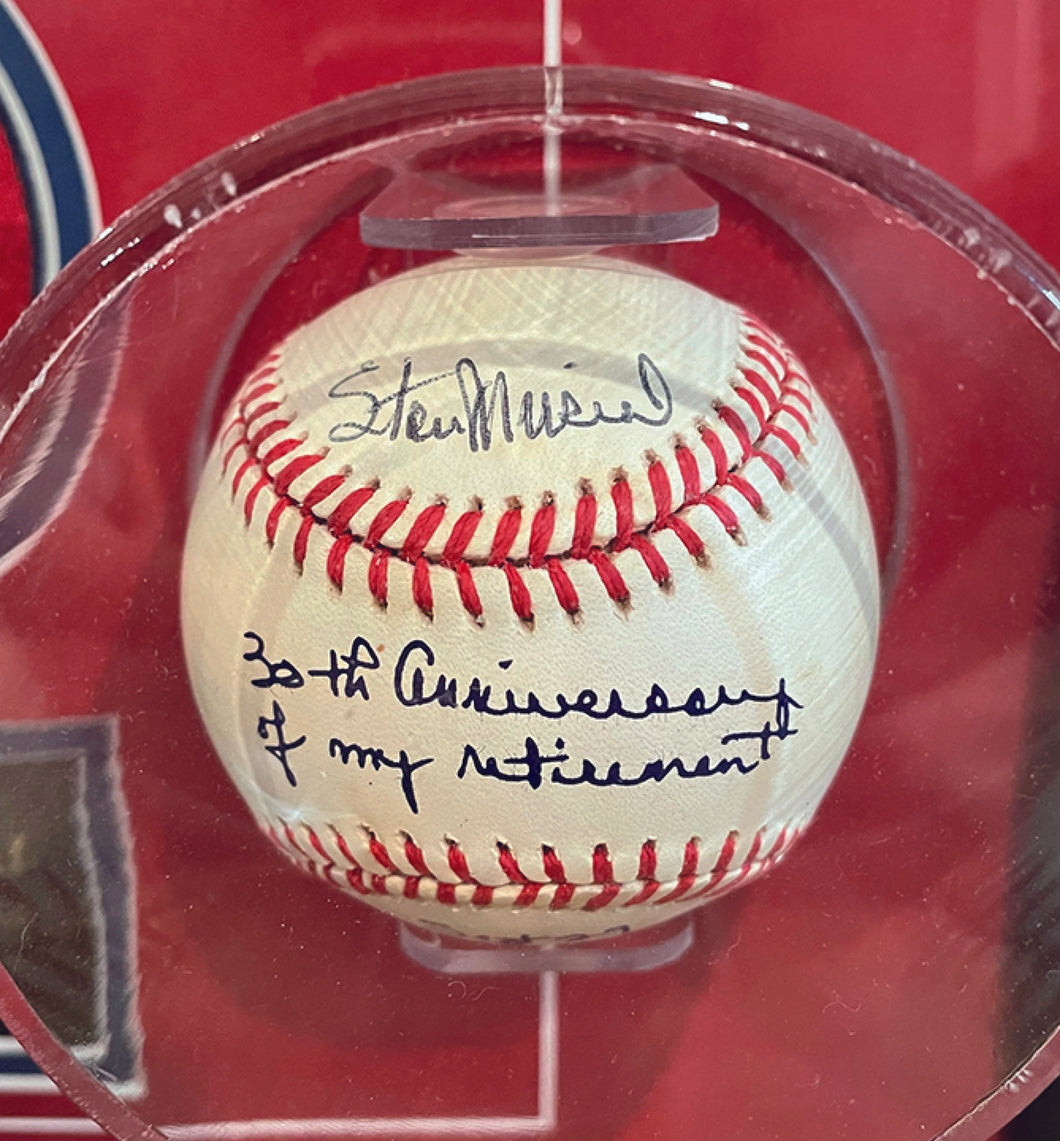 Stan Musial
30th Anniversary
of my retirement